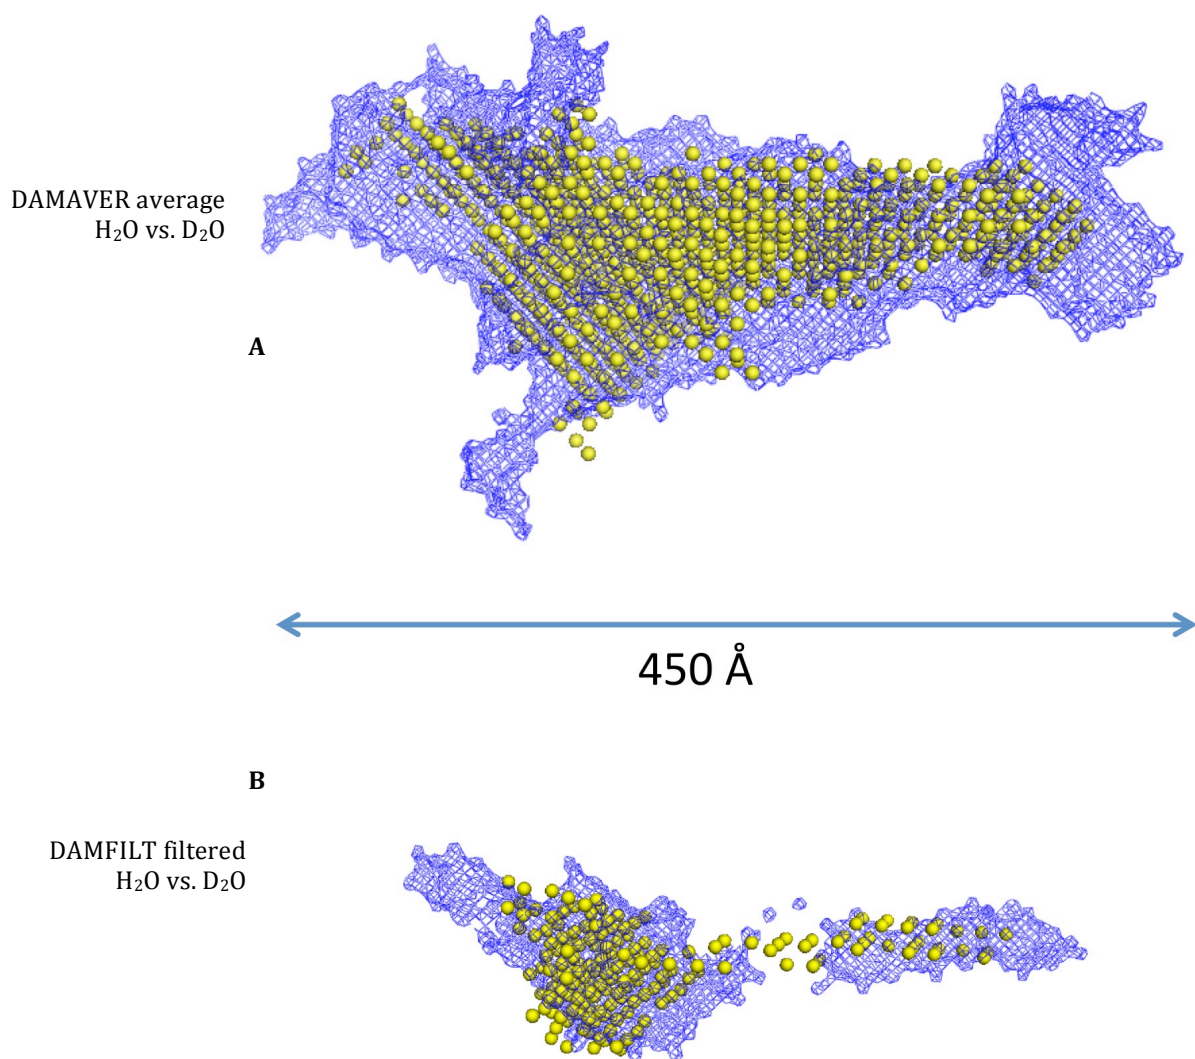 DAMAVER average
H₂O vs. D₂O
A
450 Å
B
DAMFILT filtered
H₂O vs. D₂O